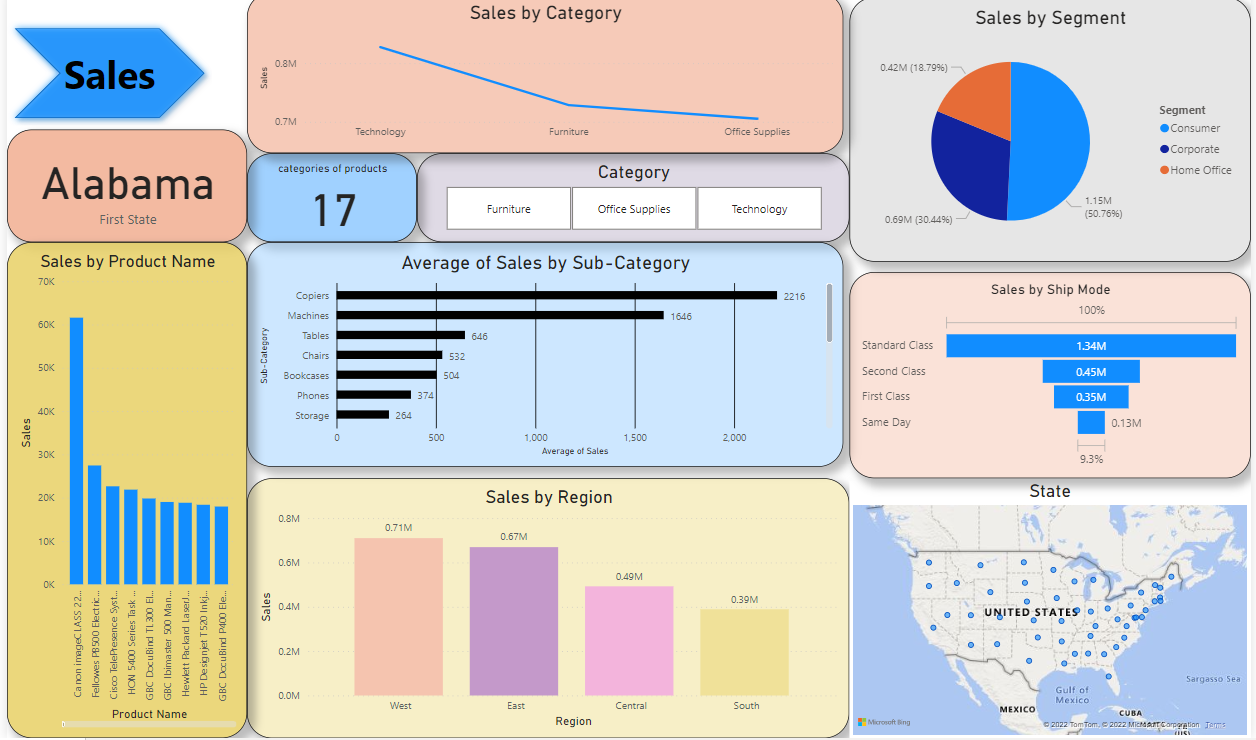 Sales
Alabama
First State
Sales by Category
Sales
0.8M
0.7M
Technology
Furniture
Office Supplies
categories of products
17
Category
Furniture
Office Supplies
Technology
Sales by Segment
0.42M (18.79%)
0.69M (30.44%)
1.15M
(50.76%)
Segment
Consumer
Corporate
Home Office
Sales by Product Name
Sales
70K
60K
50K
40K
30K
20K
10K
0K
Canon imageCLASS 22...
Fellowes PB500 Electric...
Cisco TelePresence Syst...
HON 5400 Series Task ...
GBC DocuBind TL300 El...
GBC Ibimaster 500 Man...
Hewlett Packard LaserJ...
HP Designjet T520 Inkj...
GBC DocuBind P400 Ele...
Product Name
Average of Sales by Sub-Category
Sub-Category
Copiers 2216
Machines 1646
Tables 646
Chairs 532
Bookcases 504
Phones 374
Storage 264
0 500 1,000 1,500 2,000
Average of Sales
Sales by Ship Mode
100%
Standard Class 1.34M
Second Class 0.45M
First Class 0.35M
Same Day 0.13M
9.3%
Sales by Region
Sales
0.8M
0.6M
0.4M
0.2M
0.0M
0.71M
0.67M
0.49M
0.39M
West East Central South
Region
State
UNITED STATES
Sargasso Sea
Gulf of
Mexico
MEXICO
CUBA
Microsoft Bing
© 2022 TomTom, © 2022 Microsoft Corporation Terms
(US)